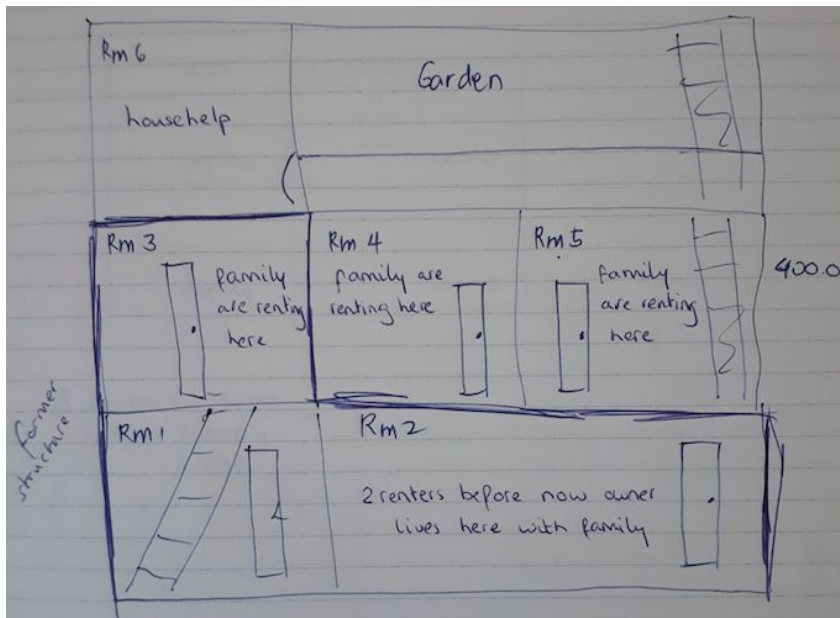 Rm 6
househelp
Garden
Rm 3
family
are renting
here
Rm 4
family are
renting here
Rm 5
family
are renting
here
400.0
former
structure
Rm 1
Rm 2
2 renters before now owner
lives here with family